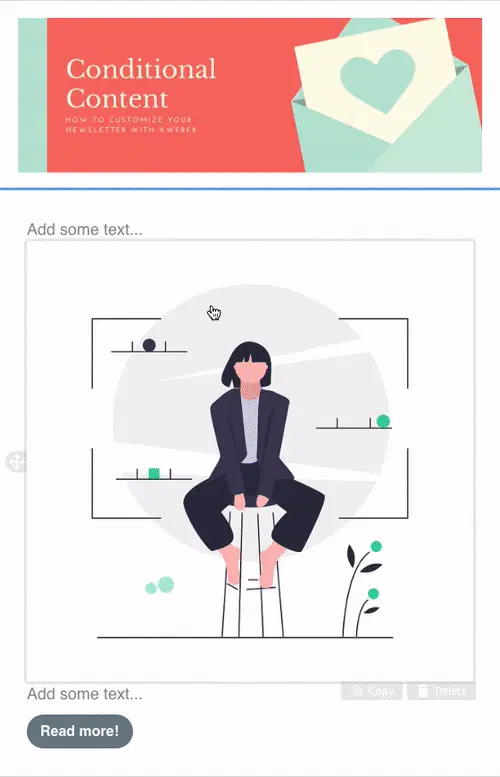 Conditional
Content
HOW TO CUSTOMIZE YOUR
NEWSLETTER WITH AWEBER
Add some text...
Add some text...
Copy
Delete
Read more!